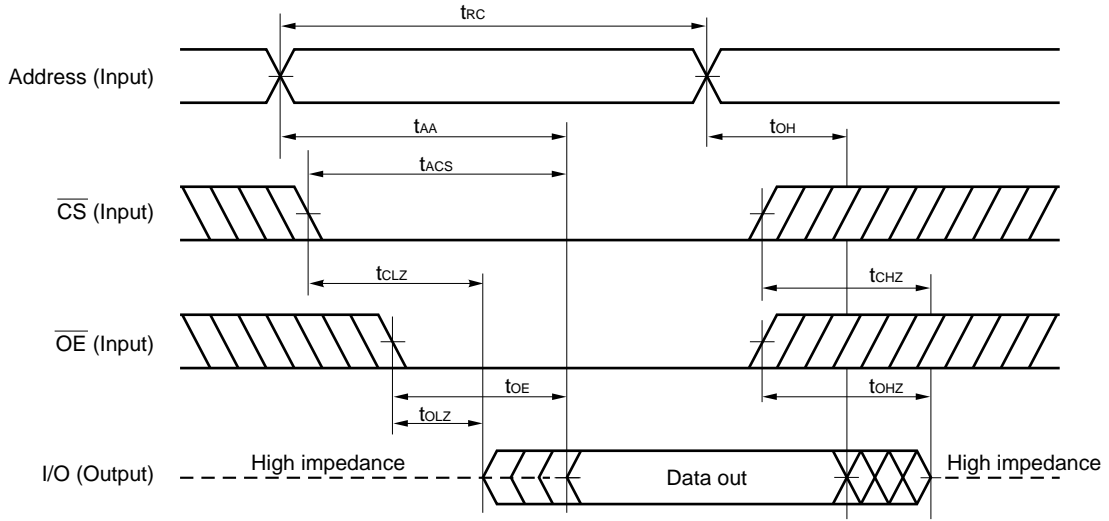 tRC
Address (Input)
tAA
tOH
tACS
CS (Input)
tCLZ
tCHZ
OE (Input)
tOE
tOHZ
tOLZ
I/O (Output)
High impedance
Data out
High impedance